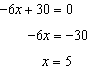 −6x + 30 = 0
−6x = −30
x = 5